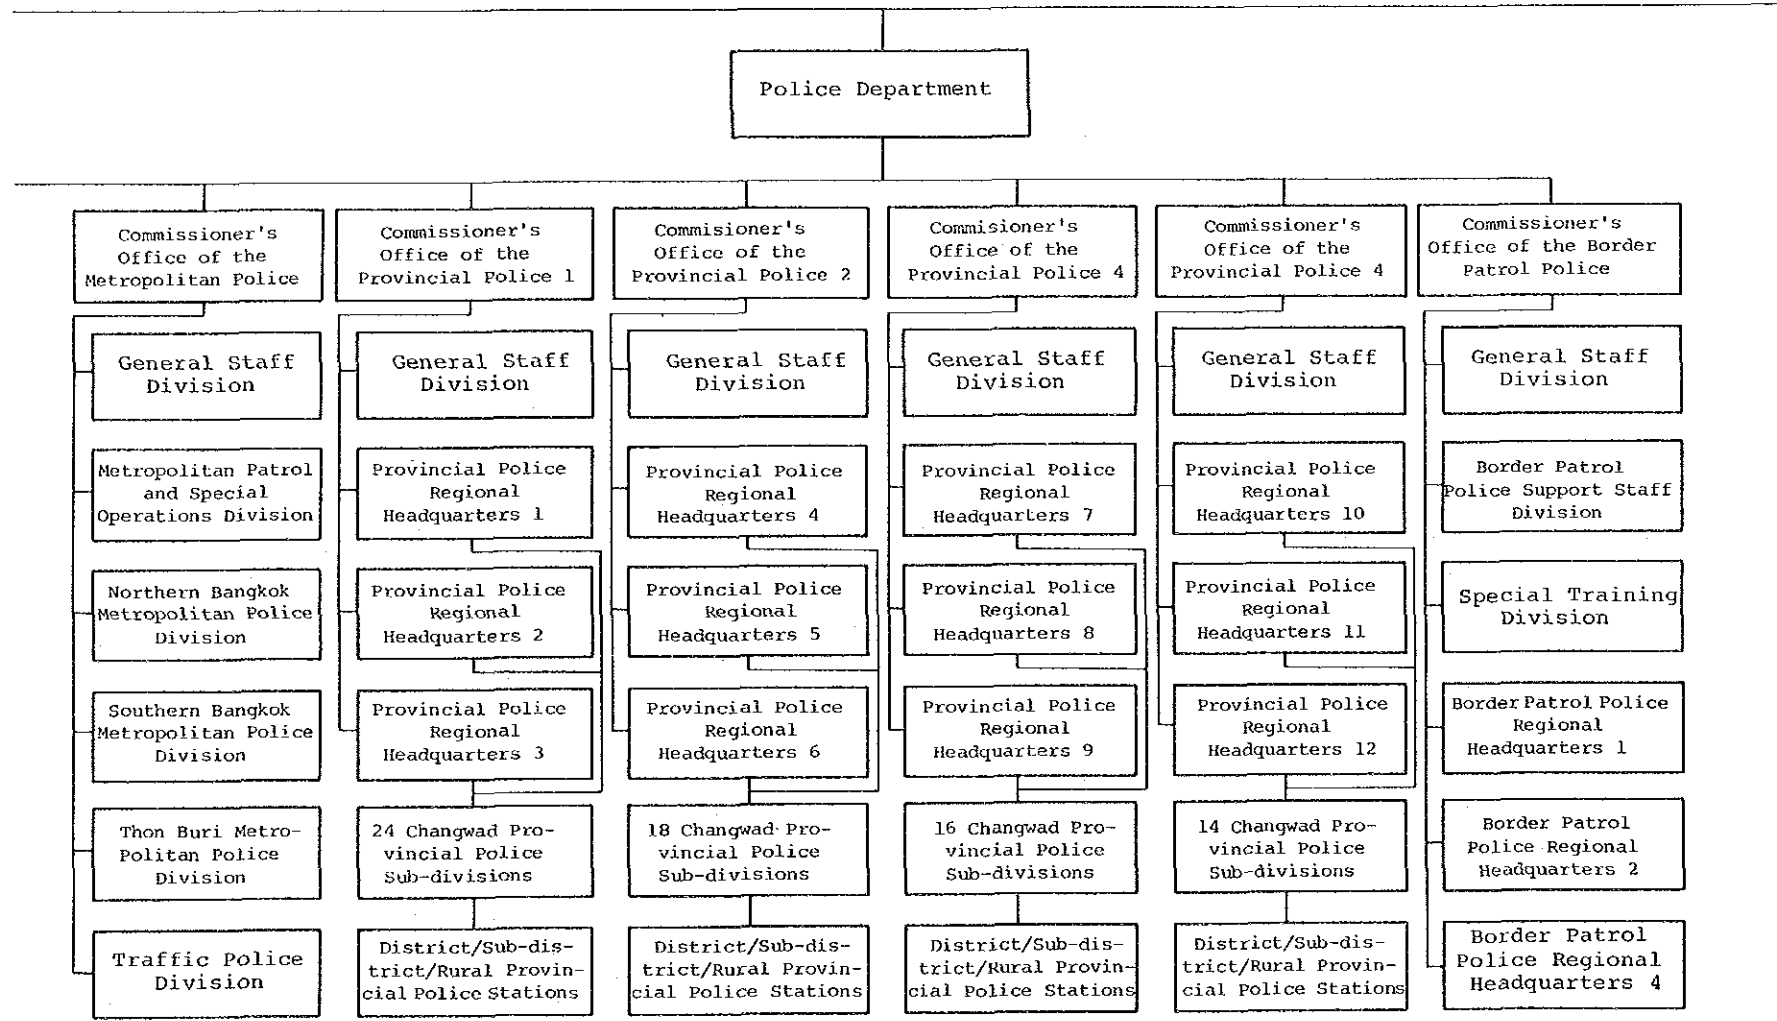 Police Department
Commissioner's
Office of the
Metropolitan Police
General Staff
Division
Metropolitan Patrol
and Special
Operations Division
Northern Bangkok
Metropolitan Police
Division
Southern Bangkok
Metropolitan Police
Division
Thon Buri Metro-
Politan Police
Division
Traffic Police
Division
Commissioner's
Office of the
Provincial Police 1
General Staff
Division
Provincial Police
Regional
Headquarters 1
Provincial Police
Regional
Headquarters 2
Provincial Police
Regional
Headquarters 3
24 Changwad Pro-
vincial Police
Sub-divisions
District/Sub-dis-
trict/Rural Provin-
cial Police Stations
Commisioner's
Office of the
Provincial Police 2
General Staff
Division
Provincial Police
Regional
Headquarters 4
Provincial Police
Regional
Headquarters 5
Provincial Police
Regional
Headquarters 6
18 Changwad Pro-
vincial Police
Sub-divisions
District/Sub-dis-
trict/Rural Provin-
cial Police Stations
Commisioner's
Office of the
Provincial Police 4
General Staff
Division
Provincial Police
Regional
Headquarters 7
Provincial Police
Regional
Headquarters 8
Provincial Police
Regional
Headquarters 9
16 Changwad Pro-
vincial Police
Sub-divisions
District/Sub-dis-
trict/Rural Provin-
cial Police Stations
Commissioner's
Office of the
Provincial Police 4
General Staff
Division
Provincial Police
Regional
Headquarters 10
Provincial Police
Regional
Headquarters 11
Provincial Police
Regional
Headquarters 12
14 Changwad Pro-
vincial Police
Sub-divisions
District/Sub-dis-
trict/Rural Provin-
cial Police Stations
Commissioner's
Office of the Border
Patrol Police
General Staff
Division
Border Patrol
Police Support Staff
Division
Special Training
Division
Border Patrol Police
Regional
Headquarters 1
Border Patrol
Police Regional
Headquarters 2
Border Patrol
Police Regional
Headquarters 4